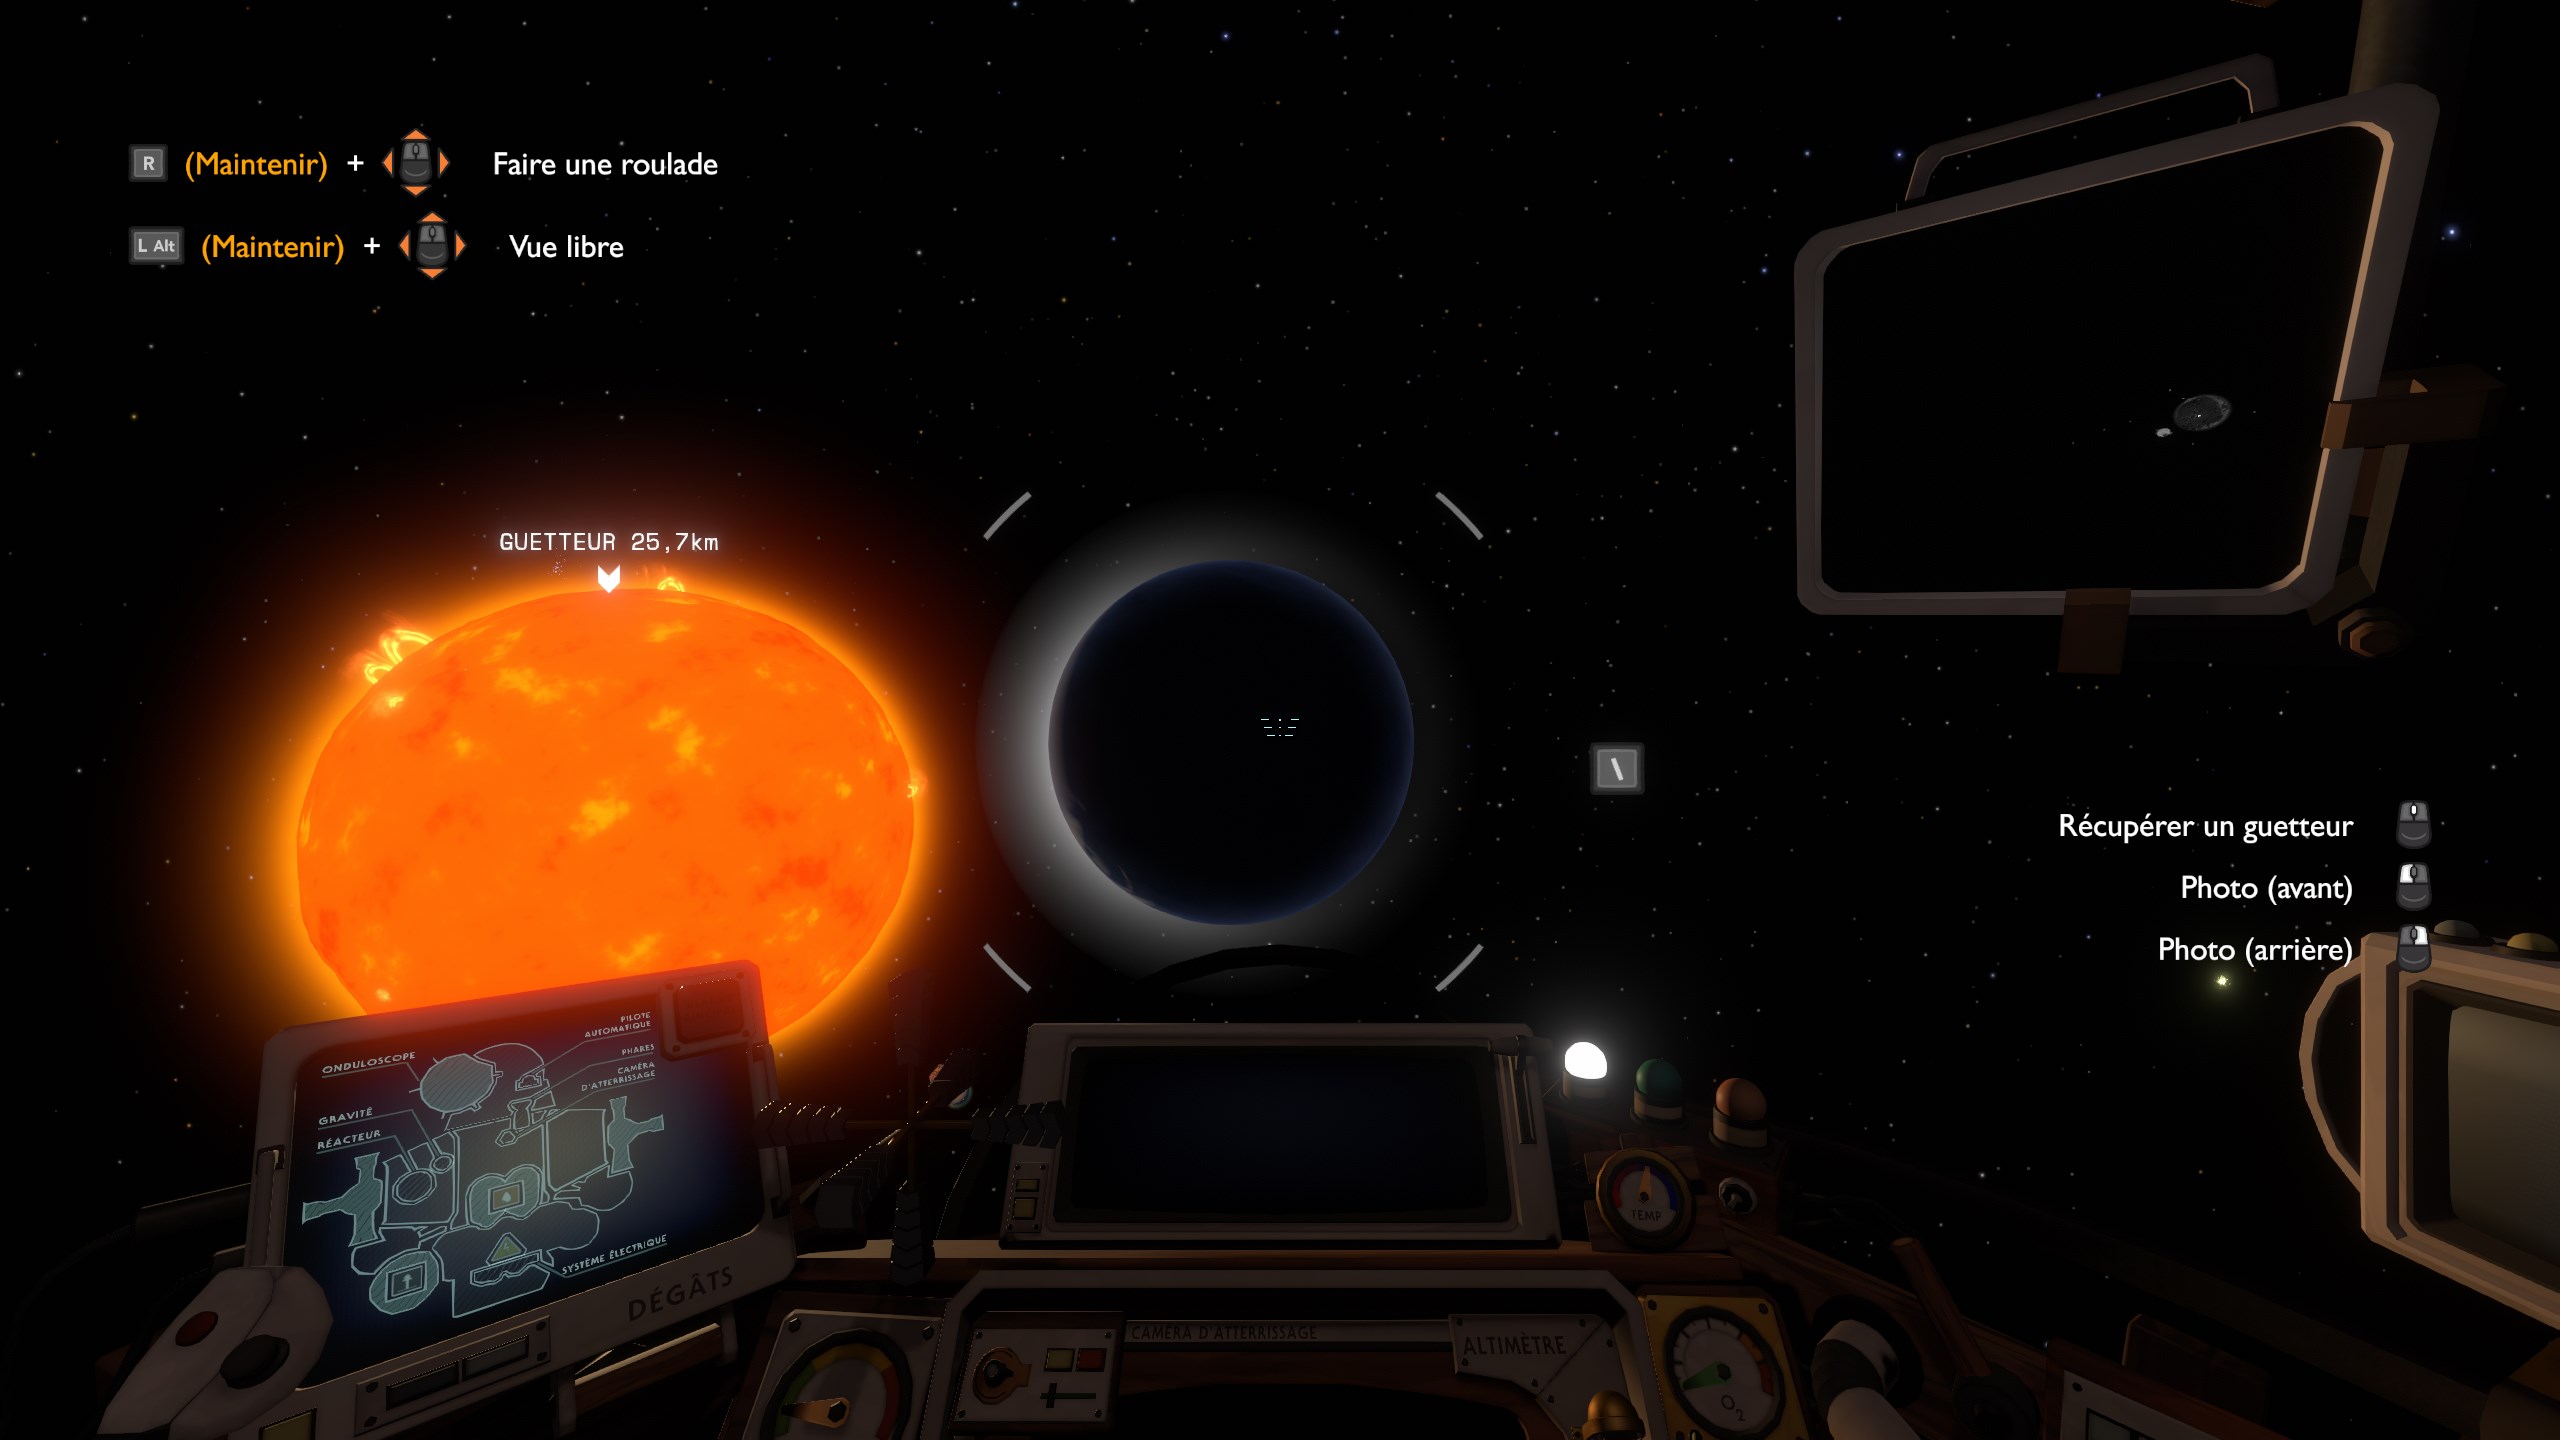 R (Maintenir) + Faire une roulade
L Alt (Maintenir) + Vue libre
GUETTEUR 25,7km
\
Récupérer un guetteur
Photo (avant)
Photo (arrière)
PILOTE
AUTOMATIQUE
ONDULOSCOPE
PHARES
CAMÉRA
D'ATTERRISSAGE
GRAVITÉ
RÉACTEUR
SYSTÈME ÉLECTRIQUE
DÉGÂTS
TEMP
CAMÉRA D'ATTERRISSAGE
ALTIMÈTRE
O2